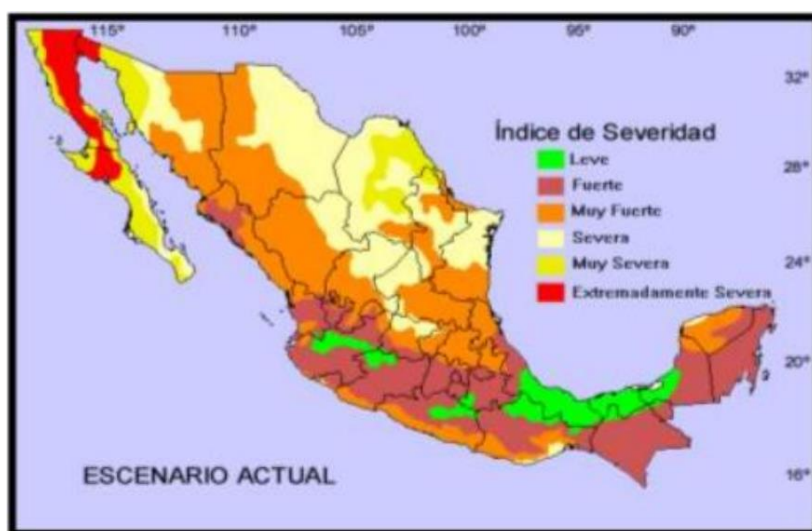 115° 110° 105° 100° 95° 90°
32°
Índice de Severidad
Leve
28°
Fuerte
Muy Fuerte
Severa
24°
Muy Severa
Extremadamente Severa
20°
ESCENARIO ACTUAL
16°